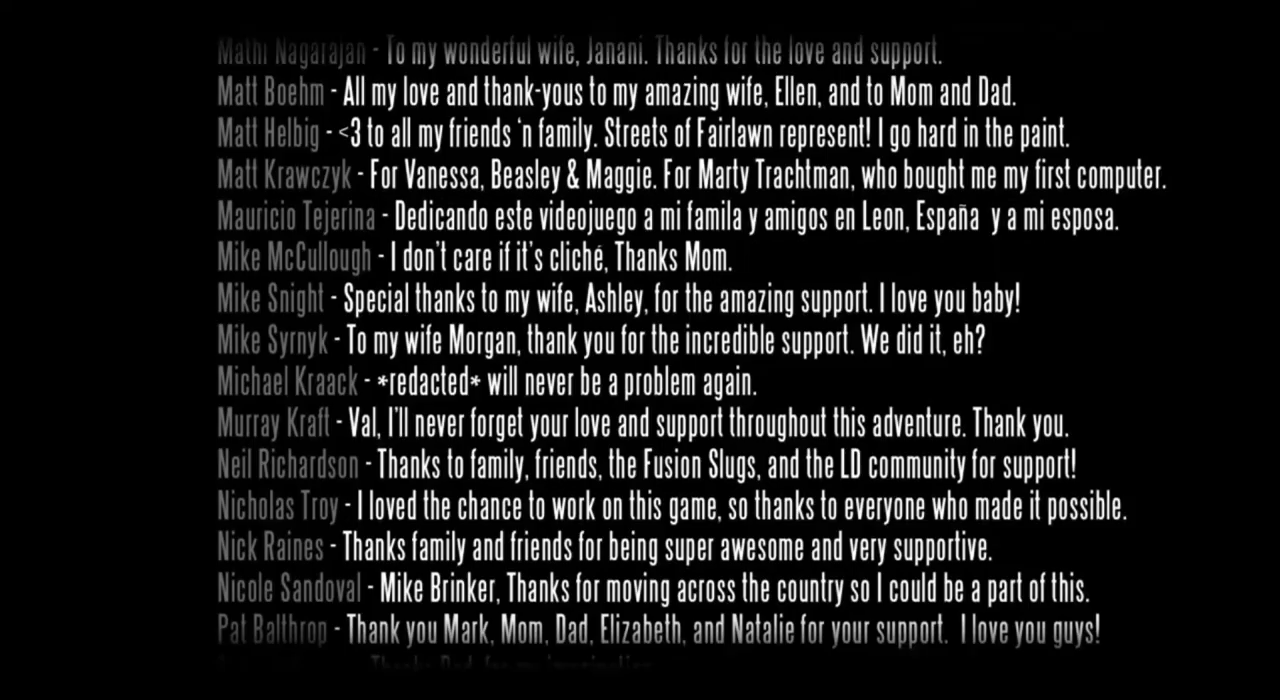 Mathi Nagarajan - To my wonderful wife, Janani. Thanks for the love and support.
Matt Boehm - All my love and thank-yous to my amazing wife, Ellen, and to Mom and Dad.
Matt Helbig - <3 to all my friends ‘n family. Streets of Fairlawn represent! I go hard in the paint.
Matt Krawczyk - For Vanessa, Beasley & Maggie. For Marty Trachtman, who bought me my first computer.
Mauricio Tejerina - Dedicando este videojuego a mi famila y amigos en Leon, España y a mi esposa.
Mike McCullough - I don't care if it's cliché, Thanks Mom.
Mike Snight - Special thanks to my wife, Ashley, for the amazing support. I love you baby!
Mike Syrnyk - To my wife Morgan, thank you for the incredible support. We did it, eh?
Michael Kraack - *redacted* will never be a problem again.
Murray Kraft - Val, I'll never forget your love and support throughout this adventure. Thank you.
Neil Richardson - Thanks to family, friends, the Fusion Slugs, and the LD community for support!
Nicholas Troy - I loved the chance to work on this game, so thanks to everyone who made it possible.
Nick Raines - Thanks family and friends for being super awesome and very supportive.
Nicole Sandoval - Mike Brinker, Thanks for moving across the country so I could be a part of this.
Pat Balthrop - Thank you Mark, Mom, Dad, Elizabeth, and Natalie for your support. I love you guys!